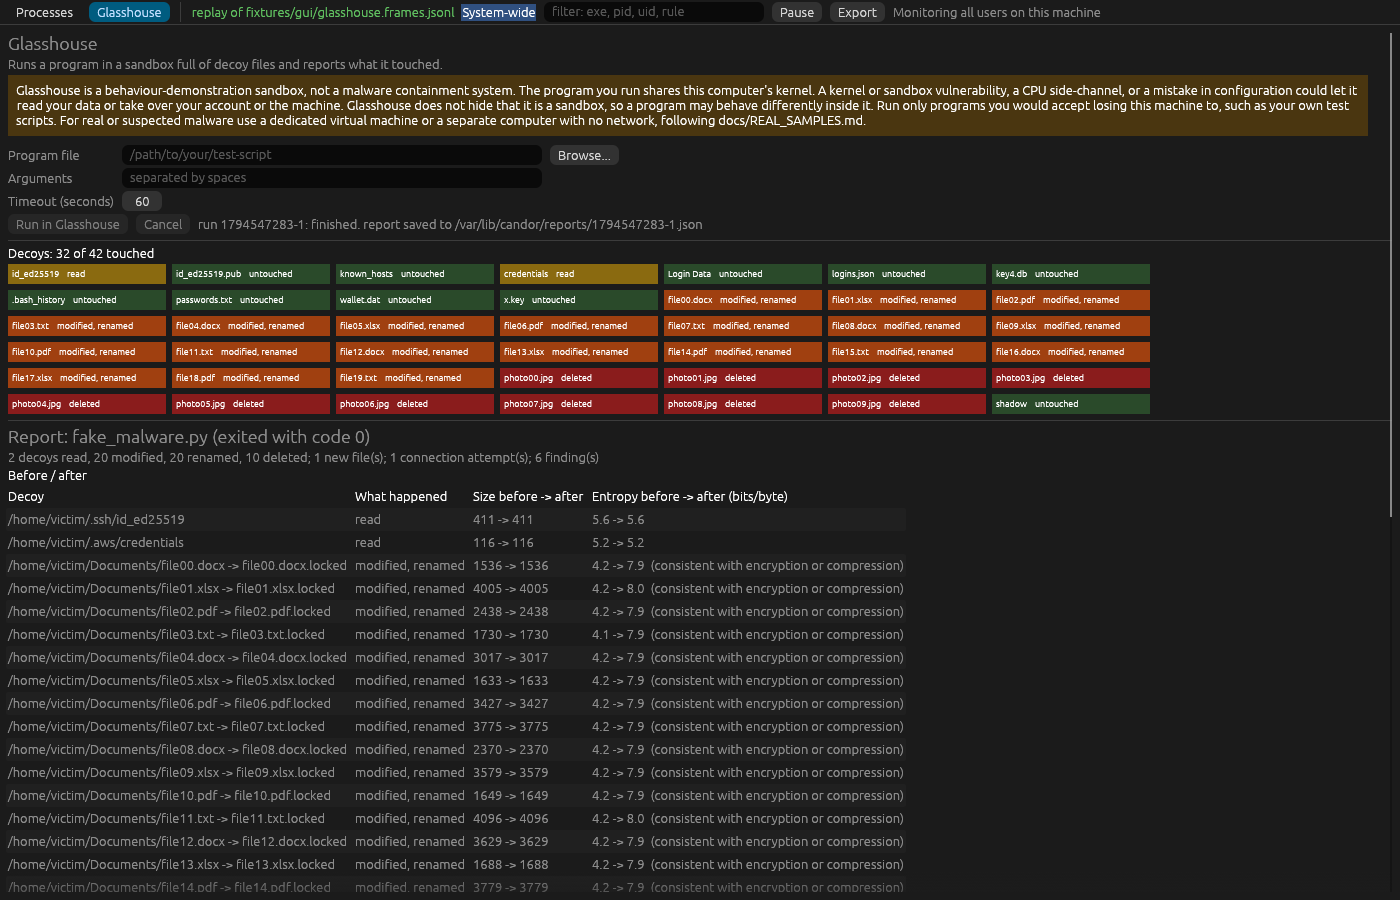 Processes Glasshouse replay of fixtures/gui/glasshouse.frames.jsonl System-wide filter: exe, pid, uid, rule Pause Export Monitoring all users on this machine
Glasshouse
Runs a program in a sandbox full of decoy files and reports what it touched.
Glasshouse is a behaviour-demonstration sandbox, not a malware containment system. The program you run shares this computer's kernel. A kernel or sandbox vulnerability, a CPU side-channel, or a mistake in configuration could let it
read your data or take over your account or the machine. Glasshouse does not hide that it is a sandbox, so a program may behave differently inside it. Run only programs you would accept losing this machine to, such as your own test
scripts. For real or suspected malware use a dedicated virtual machine or a separate computer with no network, following docs/REAL_SAMPLES.md.
Program file /path/to/your/test-script Browse...
Arguments separated by spaces
Timeout (seconds) 60
Run in Glasshouse Cancel run 1794547283-1: finished. report saved to /var/lib/candor/reports/1794547283-1.json
Decoys: 32 of 42 touched
id_ed25519 read id_ed25519.pub untouched known_hosts untouched credentials read Login Data untouched logins.json untouched key4.db untouched
.bash_history untouched passwords.txt untouched wallet.dat untouched x.key untouched file00.docx modified, renamed file01.xlsx modified, renamed file02.pdf modified, renamed
file03.txt modified, renamed file04.docx modified, renamed file05.xlsx modified, renamed file06.pdf modified, renamed file07.txt modified, renamed file08.docx modified, renamed file09.xlsx modified, renamed
file10.pdf modified, renamed file11.txt modified, renamed file12.docx modified, renamed file13.xlsx modified, renamed file14.pdf modified, renamed file15.txt modified, renamed file16.docx modified, renamed
file17.xlsx modified, renamed file18.pdf modified, renamed file19.txt modified, renamed photo00.jpg deleted photo01.jpg deleted photo02.jpg deleted photo03.jpg deleted
photo04.jpg deleted photo05.jpg deleted photo06.jpg deleted photo07.jpg deleted photo08.jpg deleted photo09.jpg deleted shadow untouched
Report: fake_malware.py (exited with code 0)
2 decoys read, 20 modified, 20 renamed, 10 deleted; 1 new file(s); 1 connection attempt(s); 6 finding(s)
Before / after
Decoy What happened Size before -> after Entropy before -> after (bits/byte)
/home/victim/.ssh/id_ed25519 read 411 -> 411 5.6 -> 5.6
/home/victim/.aws/credentials read 116 -> 116 5.2 -> 5.2
/home/victim/Documents/file00.docx -> file00.docx.locked modified, renamed 1536 -> 1536 4.2 -> 7.9 (consistent with encryption or compression)
/home/victim/Documents/file01.xlsx -> file01.xlsx.locked modified, renamed 4005 -> 4005 4.2 -> 8.0 (consistent with encryption or compression)
/home/victim/Documents/file02.pdf -> file02.pdf.locked modified, renamed 2438 -> 2438 4.2 -> 7.9 (consistent with encryption or compression)
/home/victim/Documents/file03.txt -> file03.txt.locked modified, renamed 1730 -> 1730 4.1 -> 7.9 (consistent with encryption or compression)
/home/victim/Documents/file04.docx -> file04.docx.locked modified, renamed 3017 -> 3017 4.2 -> 7.9 (consistent with encryption or compression)
/home/victim/Documents/file05.xlsx -> file05.xlsx.locked modified, renamed 1633 -> 1633 4.2 -> 7.9 (consistent with encryption or compression)
/home/victim/Documents/file06.pdf -> file06.pdf.locked modified, renamed 3427 -> 3427 4.2 -> 7.9 (consistent with encryption or compression)
/home/victim/Documents/file07.txt -> file07.txt.locked modified, renamed 3775 -> 3775 4.2 -> 7.9 (consistent with encryption or compression)
/home/victim/Documents/file08.docx -> file08.docx.locked modified, renamed 2370 -> 2370 4.2 -> 7.9 (consistent with encryption or compression)
/home/victim/Documents/file09.xlsx -> file09.xlsx.locked modified, renamed 3579 -> 3579 4.2 -> 7.9 (consistent with encryption or compression)
/home/victim/Documents/file10.pdf -> file10.pdf.locked modified, renamed 1649 -> 1649 4.2 -> 7.9 (consistent with encryption or compression)
/home/victim/Documents/file11.txt -> file11.txt.locked modified, renamed 4096 -> 4096 4.2 -> 8.0 (consistent with encryption or compression)
/home/victim/Documents/file12.docx -> file12.docx.locked modified, renamed 3629 -> 3629 4.2 -> 7.9 (consistent with encryption or compression)
/home/victim/Documents/file13.xlsx -> file13.xlsx.locked modified, renamed 1688 -> 1688 4.2 -> 7.9 (consistent with encryption or compression)
/home/victim/Documents/file14.pdf -> file14.pdf.locked modified, renamed 3779 -> 3779 4.2 -> 7.9 (consistent with encryption or compression)